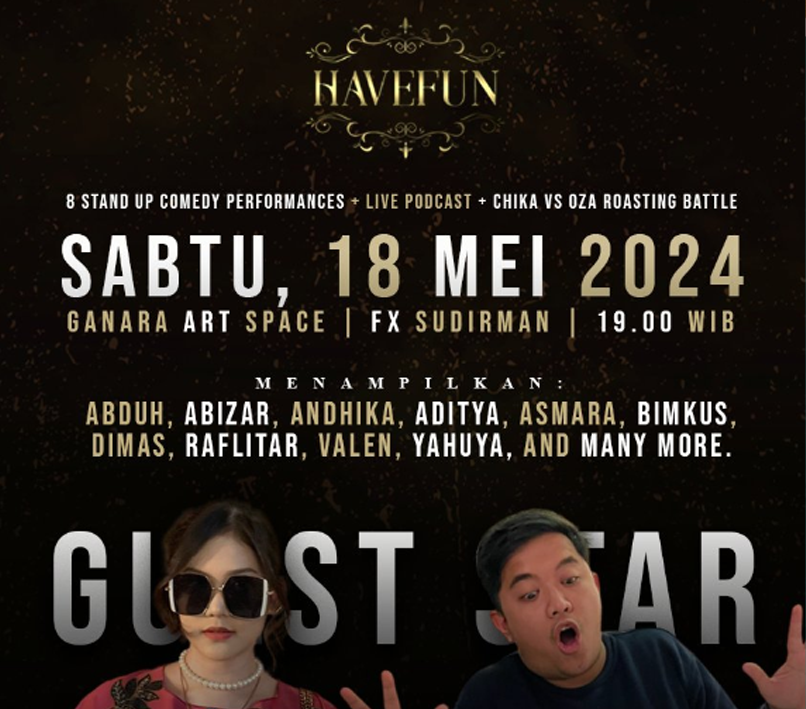 HAVEFUN
8 STAND UP COMEDY PERFORMANCES + LIVE PODCAST + CHIKA VS OZA ROASTING BATTLE
SABTU, 18 MEI 2024
GANARA ART SPACE | FX SUDIRMAN | 19.00 WIB
MENAMPILKAN:
ABDUH, ABIZAR, ANDHIKA, ADITYA, ASMARA, BIMKUS,
DIMAS, RAFLITAR, VALEN, YAHUYA, AND MANY MORE.
GUEST STAR